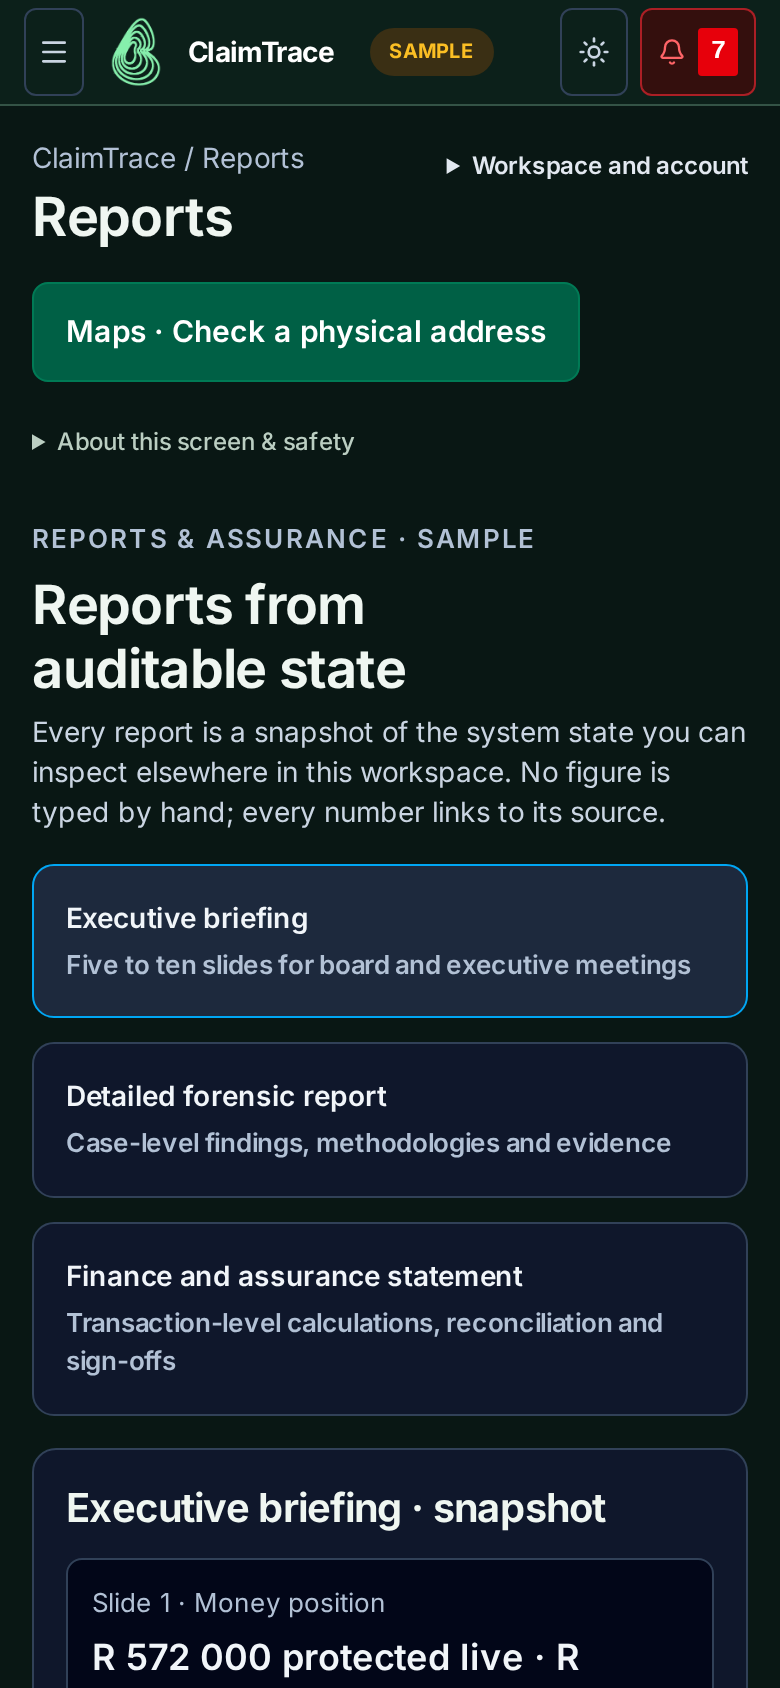 ClaimTrace
SAMPLE
7
ClaimTrace / Reports
Workspace and account
Reports
Maps · Check a physical address
About this screen & safety
REPORTS & ASSURANCE · SAMPLE
Reports from
auditable state
Every report is a snapshot of the system state you can
inspect elsewhere in this workspace. No figure is
typed by hand; every number links to its source.
Executive briefing
Five to ten slides for board and executive meetings
Detailed forensic report
Case-level findings, methodologies and evidence
Finance and assurance statement
Transaction-level calculations, reconciliation and
sign-offs
Executive briefing · snapshot
Slide 1 · Money position
R 572 000 protected live · R